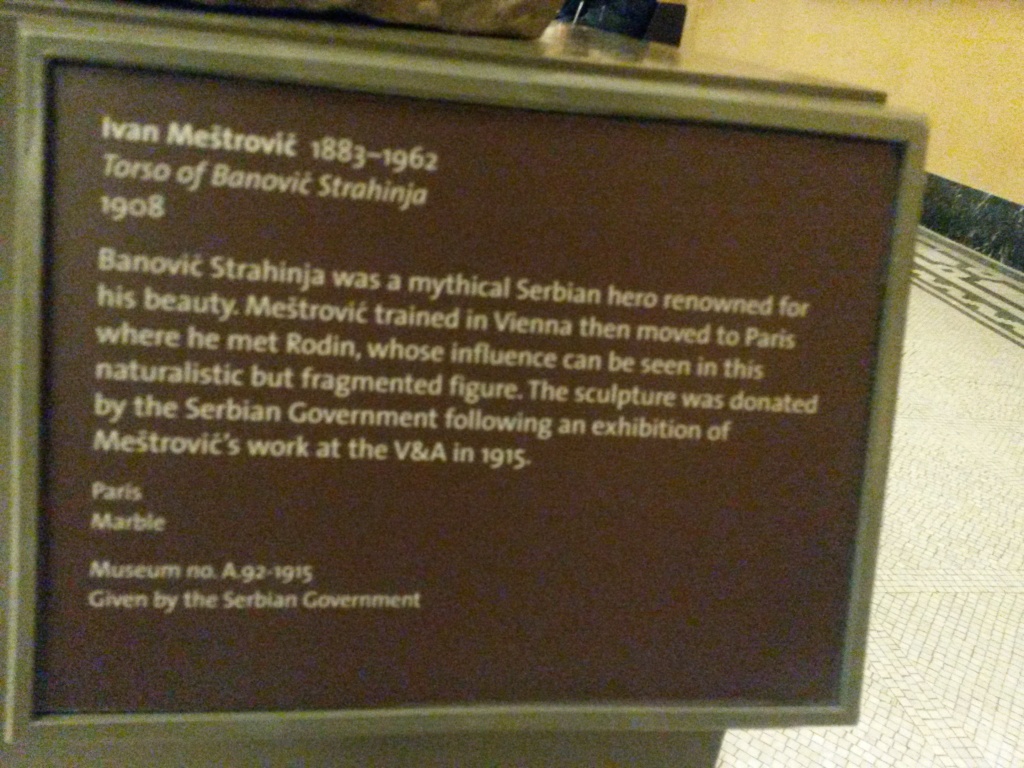 Ivan Meštrović 1883–1962
Torso of Banović Strahinja
1908
Banović Strahinja was a mythical Serbian hero renowned for
his beauty. Meštrović trained in Vienna then moved to Paris
where he met Rodin, whose influence can be seen in this
naturalistic but fragmented figure. The sculpture was donated
by the Serbian Government following an exhibition of
Meštrović's work at the V&A in 1915.
Paris
Marble
Museum no. A.92-1915
Given by the Serbian Government